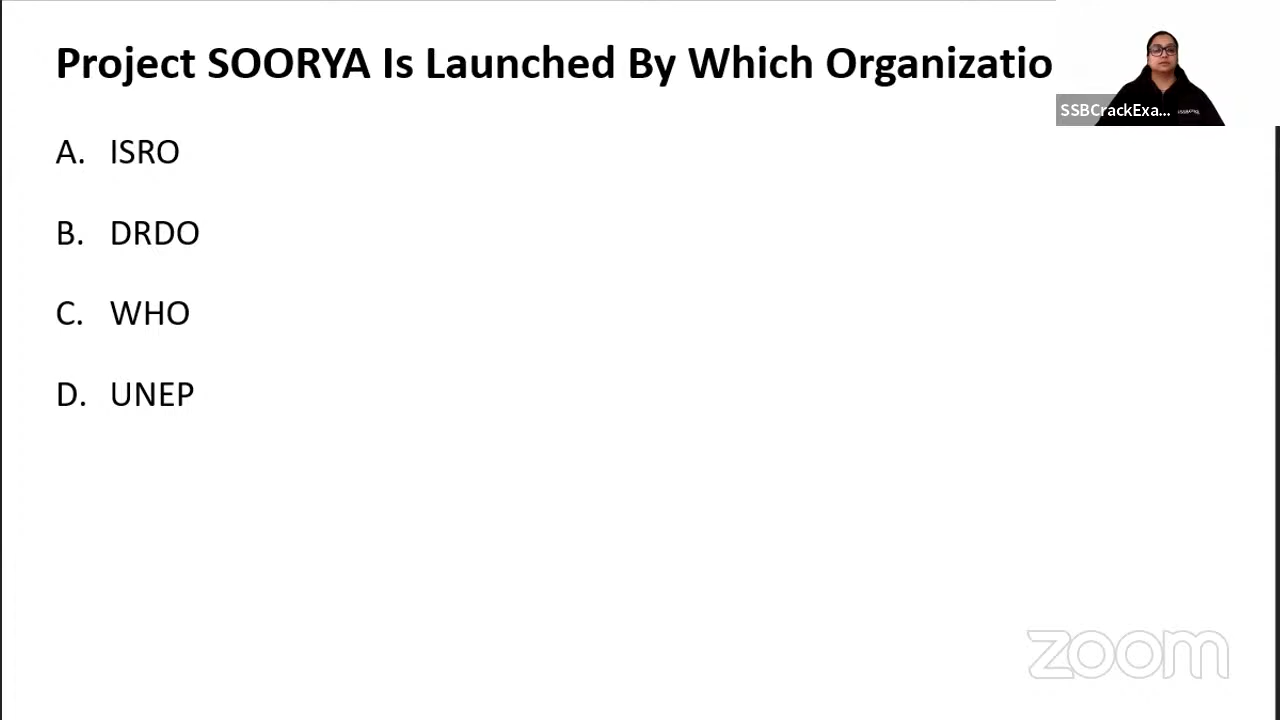 Project SOORYA Is Launched By Which Organizatio
SSBCrackExa...
A. ISRO
B. DRDO
C. WHO
D. UNEP
zoom